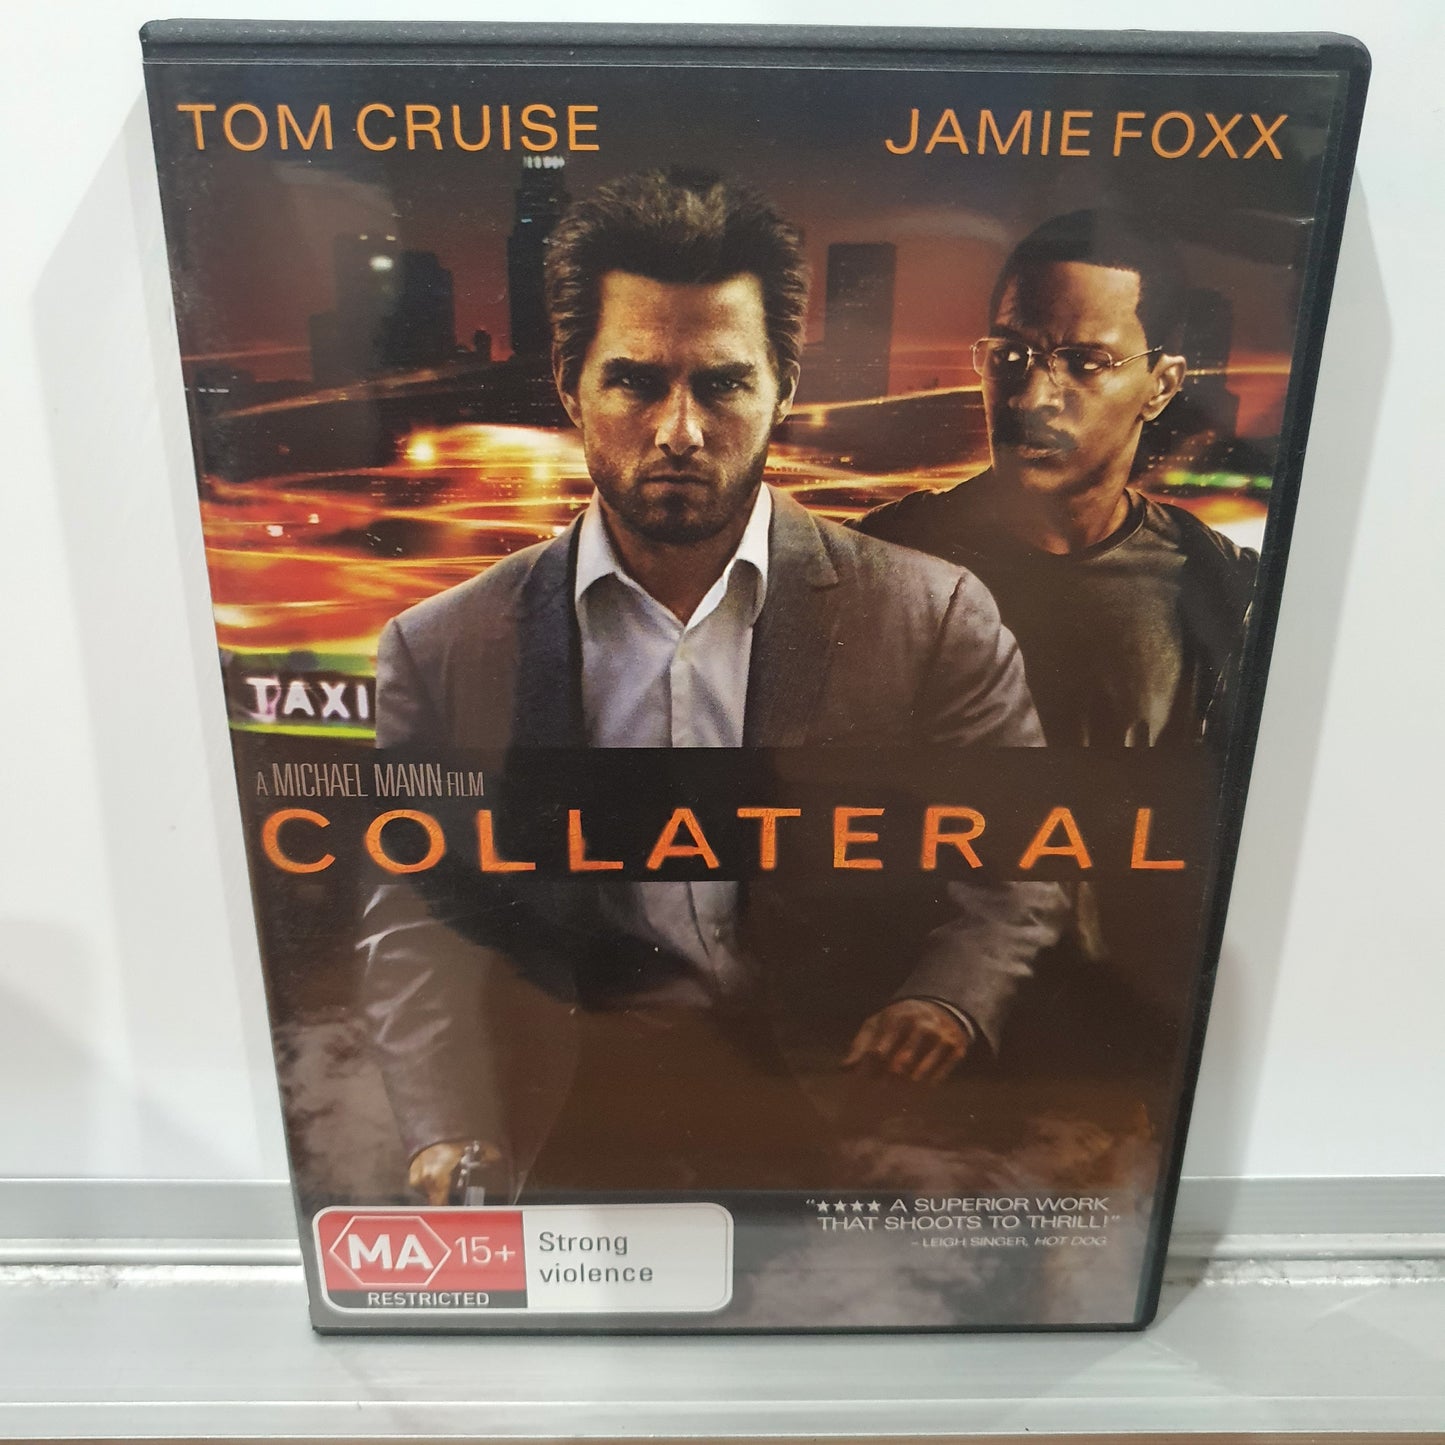 TOM CRUISE JAMIE FOXX
TAXI
A MICHAEL MANN FILM
COLLATERAL
"★★★★ A SUPERIOR WORK
THAT SHOOTS TO THRILL!"
- LEIGH SINGER, HOT DOG
MA 15+
RESTRICTED
Strong
violence